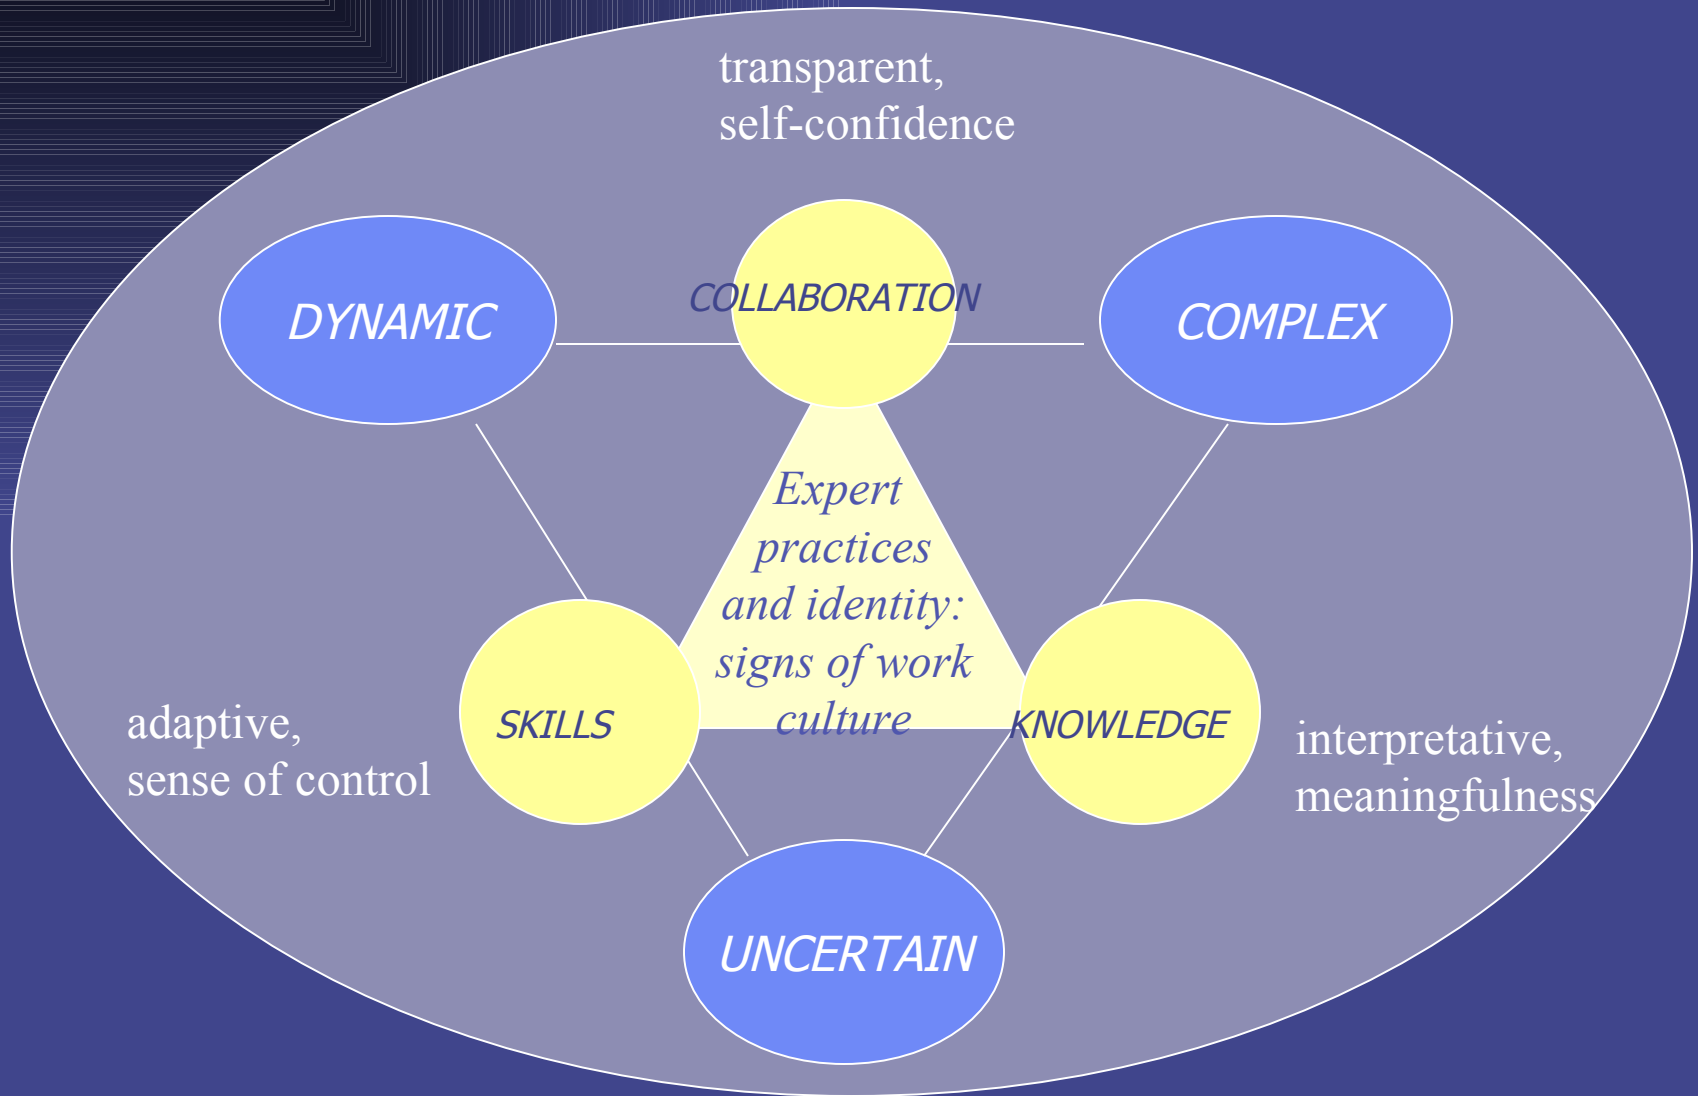 transparent,
self-confidence
DYNAMIC
COLLABORATION
COMPLEX
Expert
practices
and identity:
signs of work
culture
adaptive,
sense of control
SKILLS
KNOWLEDGE
interpretative,
meaningfulness
UNCERTAIN